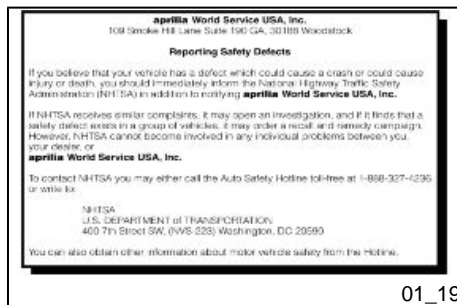 aprilia World Service USA, Inc.
109 Smoke Hill Lane Suite 190 GA, 30188 Woodstock
Reporting Safety Defects
If you believe that your vehicle has a defect which could cause a crash or could cause
injury or death, you should immediately inform the National Highway Traffic Safety
Administration (NHTSA) in addition to notifying aprilia World Service USA, Inc.
If NHTSA receives similar complaints, it may open an investigation, and if it finds that a
safety defect exists in a group of vehicles, it may order a recall and remedy campaign.
However, NHTSA cannot become involved in any individual problems between you,
your dealer, or
aprilia World Service USA, Inc.
To contact NHTSA you may either call the Auto Safety Hotline toll-free at 1-888-327-4236
or write to:
NHTSA
U.S. DEPARTMENT of TRANSPORTATION
400 7th Street SW, (NVS-223) Washington, DC 20590
You can also obtain other information about motor vehicle safety from the Hotline.
01_19